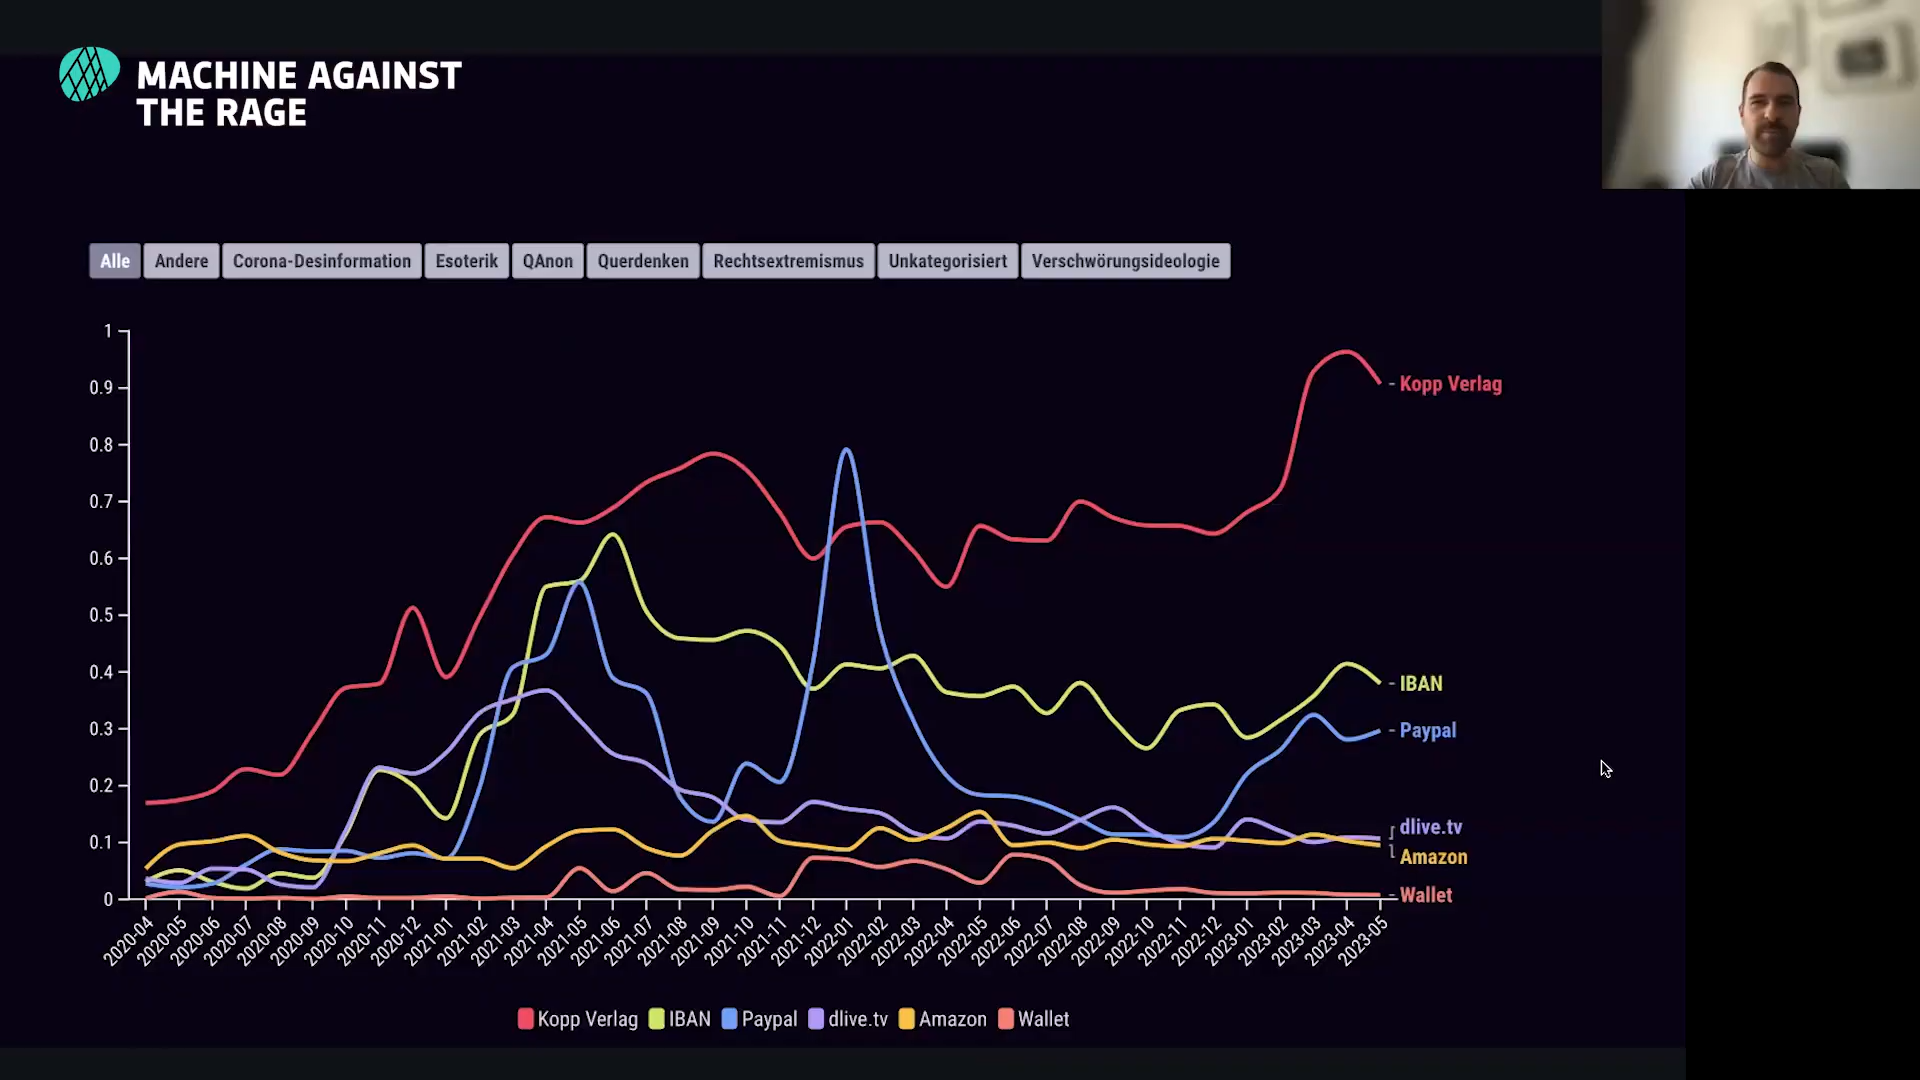 MACHINE AGAINST
THE RAGE
Alle Andere Corona-Desinformation Esoterik QAnon Querdenken Rechtsextremismus Unkategorisiert Verschwörungsideologie
1
0.9
0.8
0.7
0.6
0.5
0.4
0.3
0.2
0.1
0
- Kopp Verlag
- IBAN
- Paypal
dlive.tv
Amazon
- Wallet
2020-04 2020-05 2020-06 2020-07 2020-08 2020-09 2020-10 2020-11 2020-12 2021-01 2021-02 2021-03 2021-04 2021-05 2021-06 2021-07 2021-08 2021-09 2021-10 2021-11 2021-12 2022-01 2022-02 2022-03 2022-04 2022-05 2022-06 2022-07 2022-08 2022-09 2022-10 2022-11 2022-12 2023-01 2023-02 2023-03 2023-04 2023-05
Kopp Verlag IBAN Paypal dlive.tv Amazon Wallet